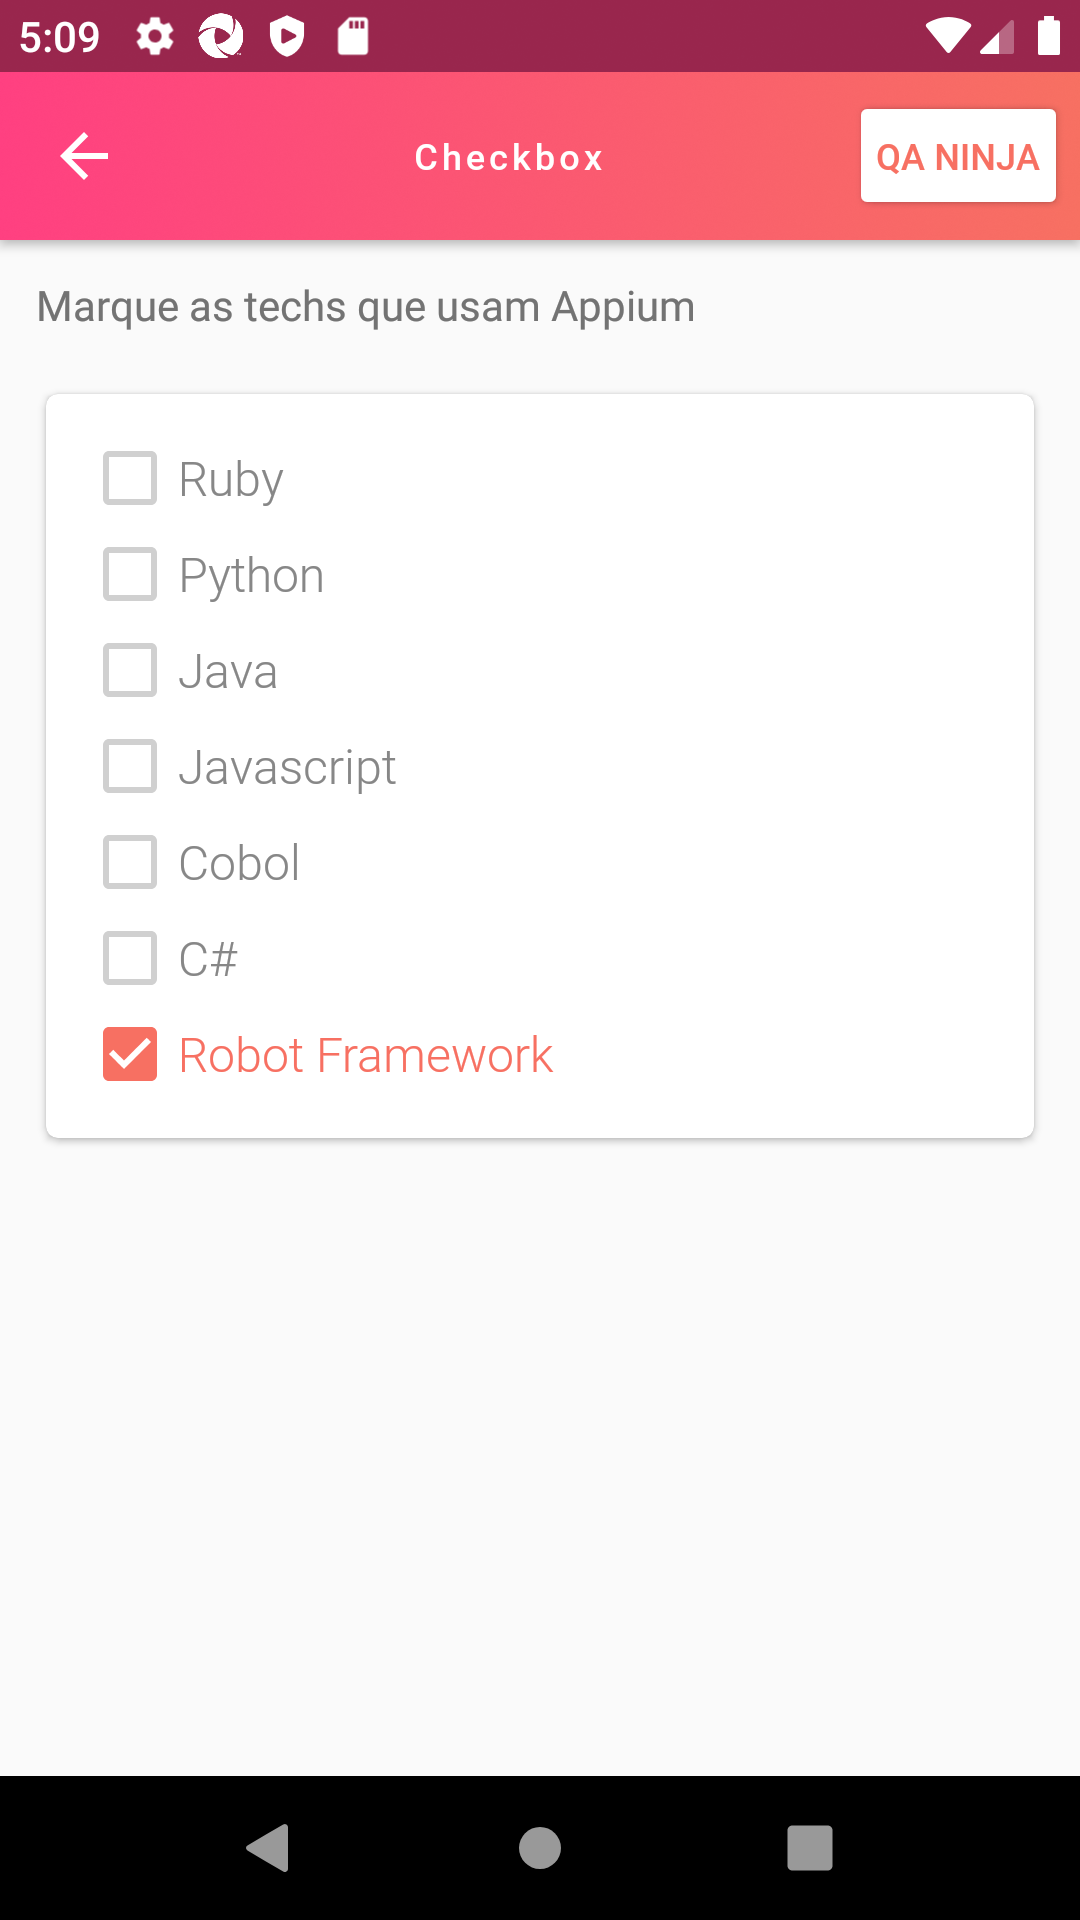 5:09
Checkbox
QA NINJA
Marque as techs que usam Appium
Ruby
Python
Java
Javascript
Cobol
C#
Robot Framework